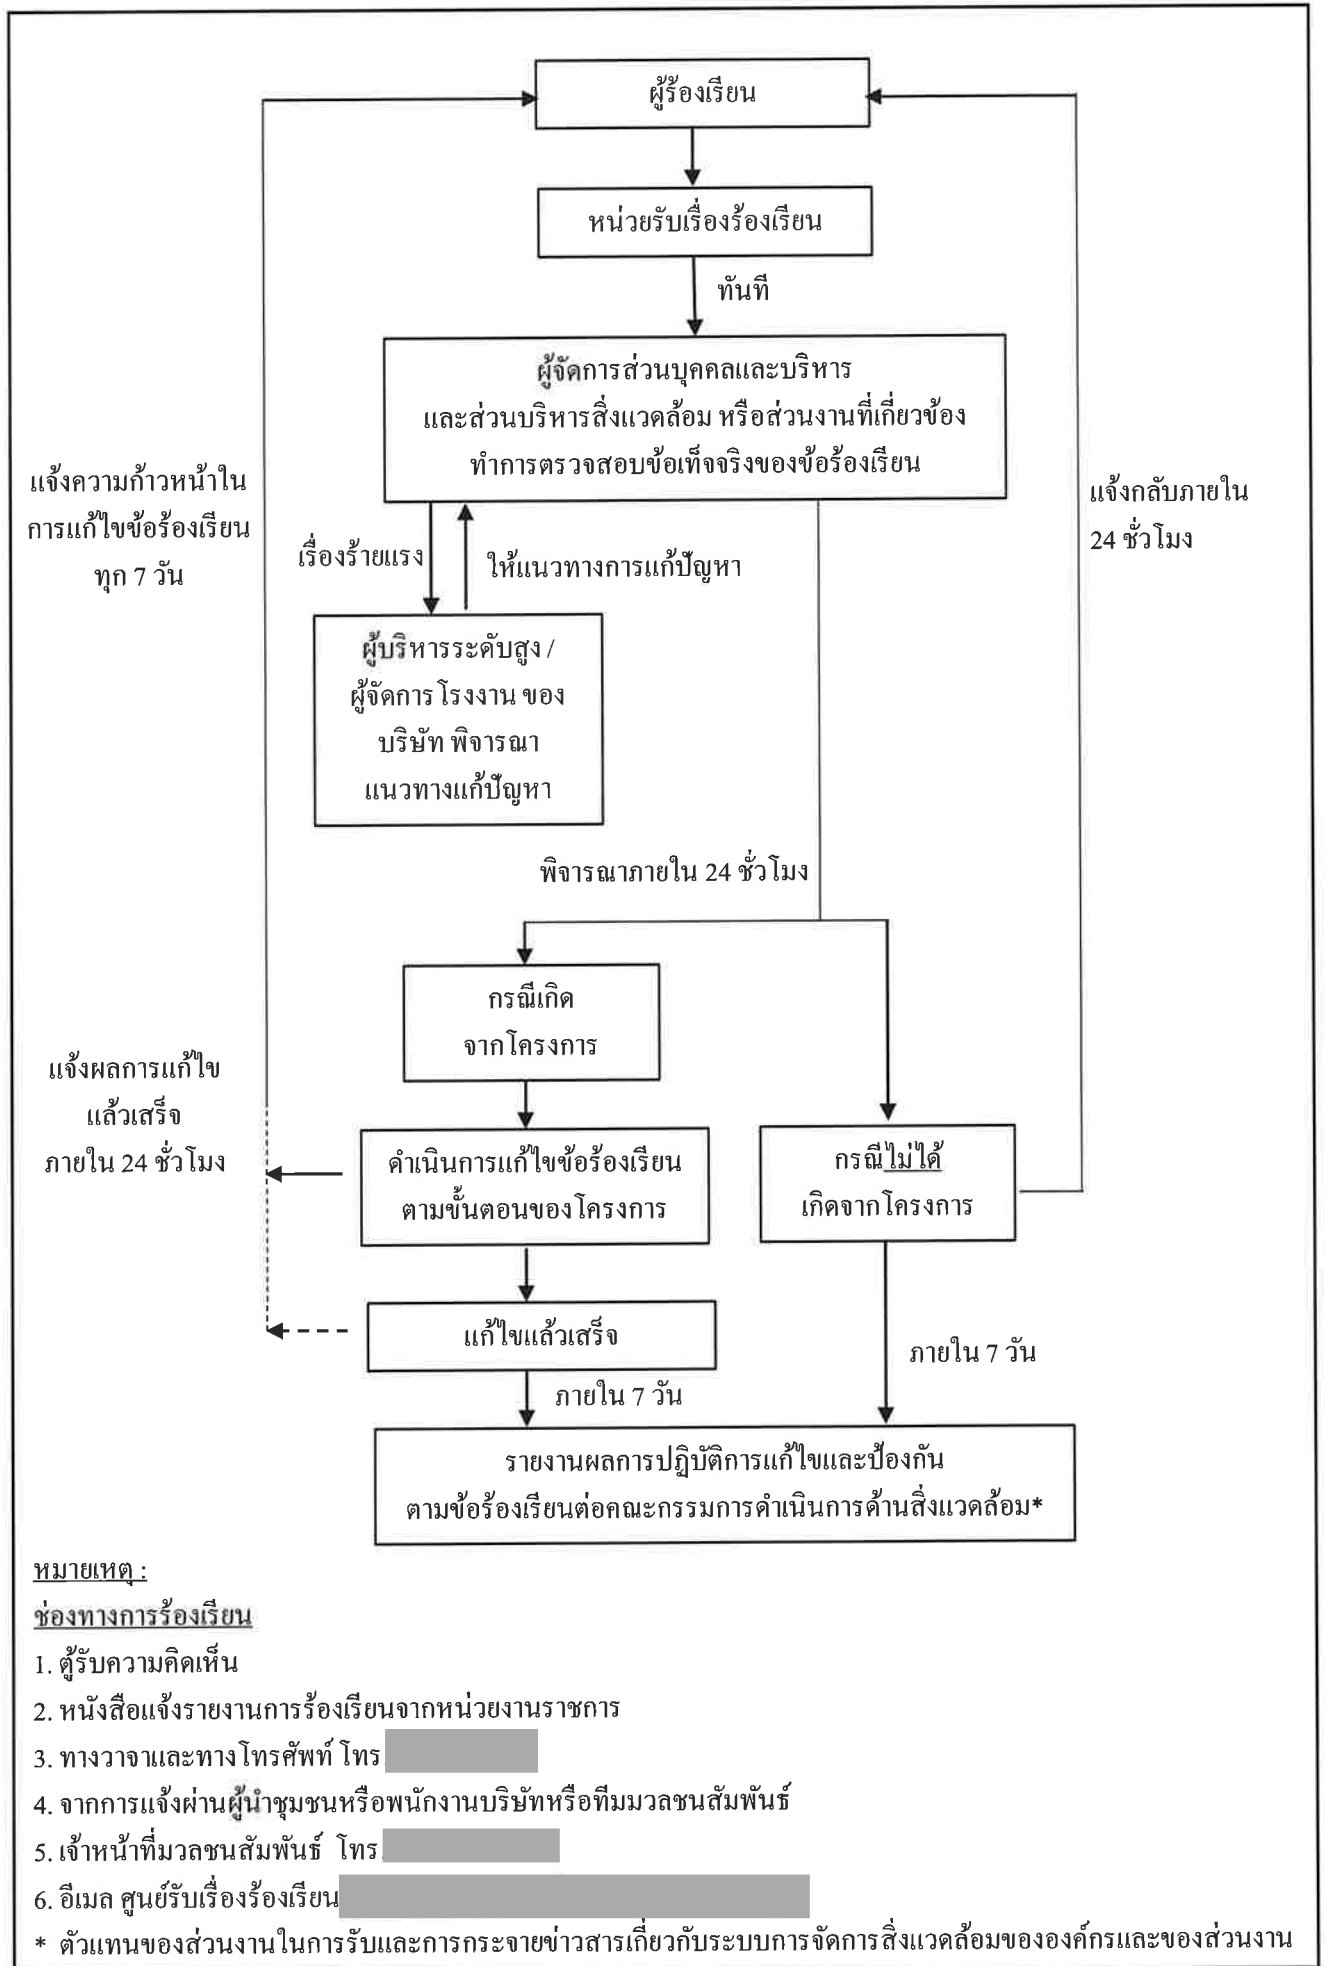 ผู้ร้องเรียน
หน่วยรับเรื่องร้องเรียน
ทันที
ผู้จัดการส่วนบุคคลและบริหาร
และส่วนบริหารสิ่งแวดล้อม หรือส่วนงานที่เกี่ยวข้อง
ทำการตรวจสอบข้อเท็จจริงของข้อร้องเรียน
แจ้งความก้าวหน้าใน
การแก้ไขข้อร้องเรียน
ทุก 7 วัน
แจ้งกลับภายใน
24 ชั่วโมง
เรื่องร้ายแรง
ให้แนวทางการแก้ปัญหา
ผู้บริหารระดับสูง /
ผู้จัดการ โรงงาน ของ
บริษัท พิจารณา
แนวทางแก้ปัญหา
พิจารณาภายใน 24 ชั่วโมง
กรณีเกิด
จากโครงการ
แจ้งผลการแก้ไข
แล้วเสร็จ
ภายใน 24 ชั่วโมง
ดำเนินการแก้ไขข้อร้องเรียน
ตามขั้นตอนของโครงการ
กรณีไม่ได้
เกิดจากโครงการ
แก้ไขแล้วเสร็จ
ภายใน 7 วัน
ภายใน 7 วัน
รายงานผลการปฏิบัติการแก้ไขและป้องกัน
ตามข้อร้องเรียนต่อคณะกรรมการดำเนินการด้านสิ่งแวดล้อม*
หมายเหตุ :
ช่องทางการร้องเรียน
1. ตู้รับความคิดเห็น
2. หนังสือแจ้งรายงานการร้องเรียนจากหน่วยงานราชการ
3. ทางวาจาและทางโทรศัพท์ โทร
4. จากการแจ้งผ่านผู้นำชุมชนหรือพนักงานบริษัทหรือทีมมวลชนสัมพันธ์
5. เจ้าหน้าที่มวลชนสัมพันธ์ โทร
6. อีเมล ศูนย์รับเรื่องร้องเรียน
* ตัวแทนของส่วนงานในการรับและการกระจายข่าวสารเกี่ยวกับระบบการจัดการสิ่งแวดล้อมขององค์กรและของส่วนงาน